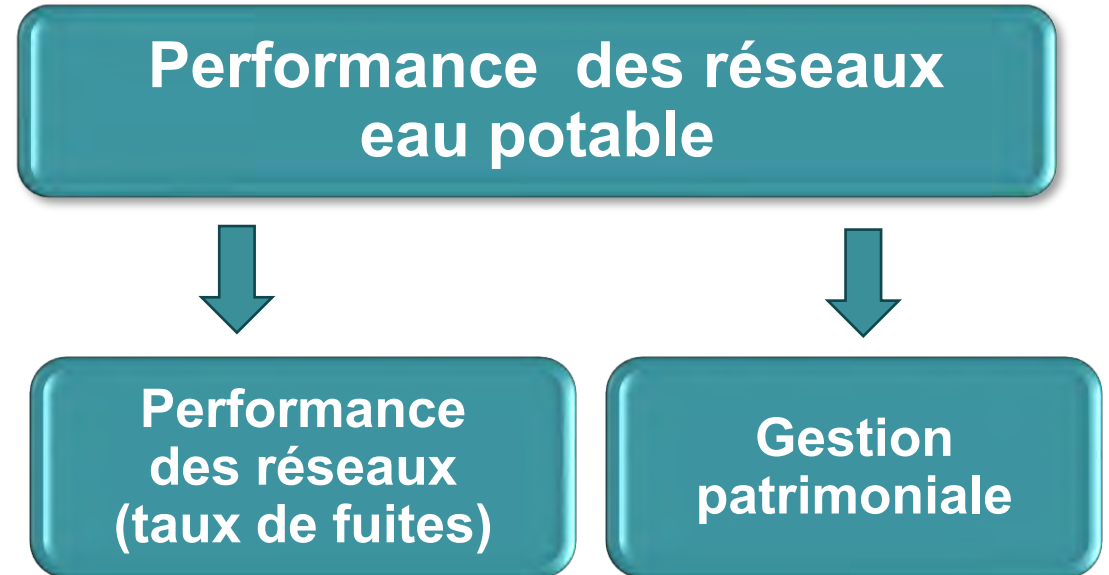 Performance des réseaux
eau potable
Performance
des réseaux
(taux de fuites)
Gestion
patrimoniale